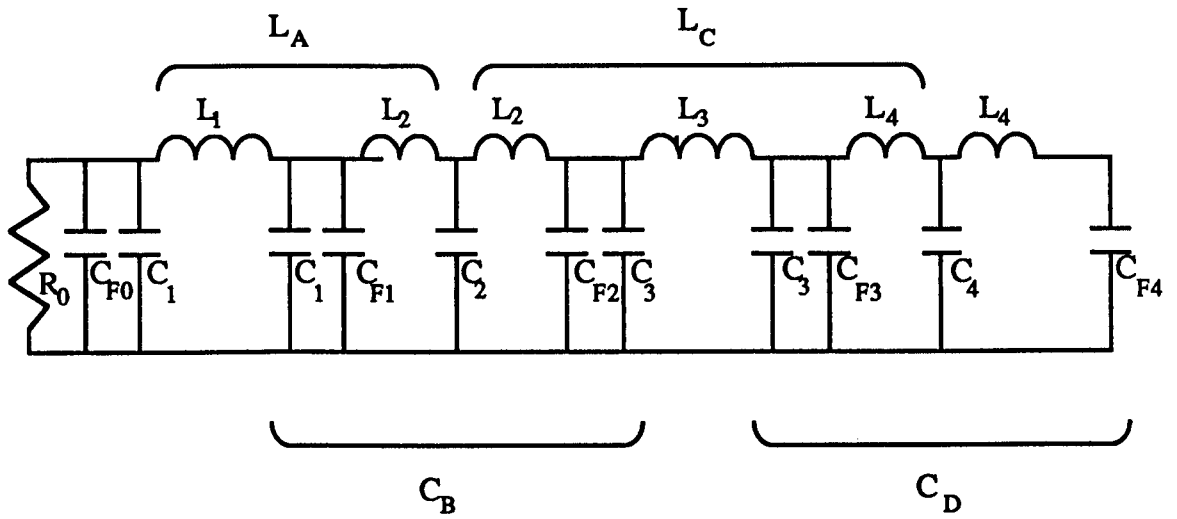 L_A L_C
L_1 L_2 L_2 L_3 L_4 L_4
R_0 C_F0 C_1 C_1 C_F1 C_2 C_F2 C_3 C_3 C_F3 C_4 C_F4
C_B C_D